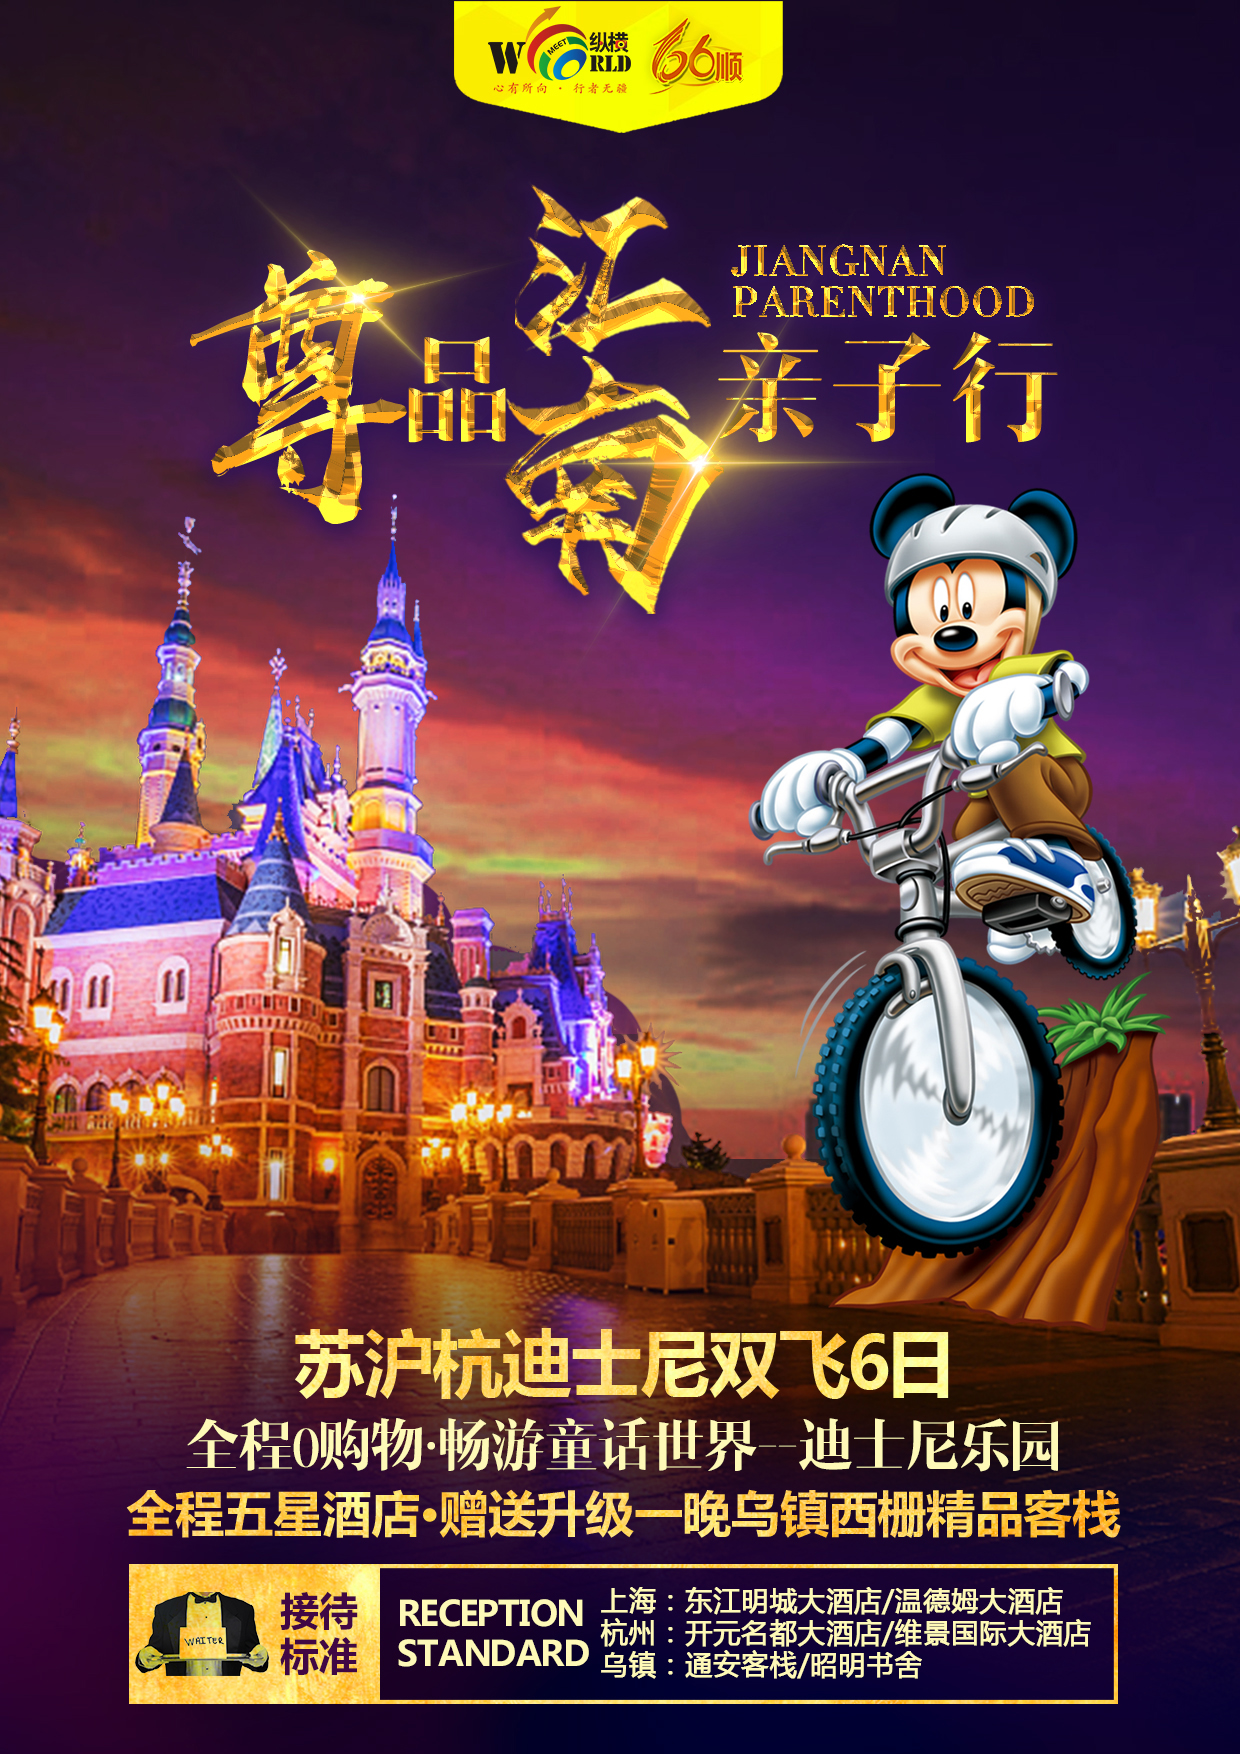 WORLD
MEET
纵横
心有所向·行者无疆
66顺
尊品江南亲子行
JIANGNAN
PARENTHOOD
苏沪杭迪士尼双飞6日
全程0购物·畅游童话世界--迪士尼乐园
全程五星酒店·赠送升级一晚乌镇西栅精品客栈
WAITER
接待
标准
RECEPTION
STANDARD
上海：东江明城大酒店/温德姆大酒店
杭州：开元名都大酒店/维景国际大酒店
乌镇：通安客栈/昭明书舍